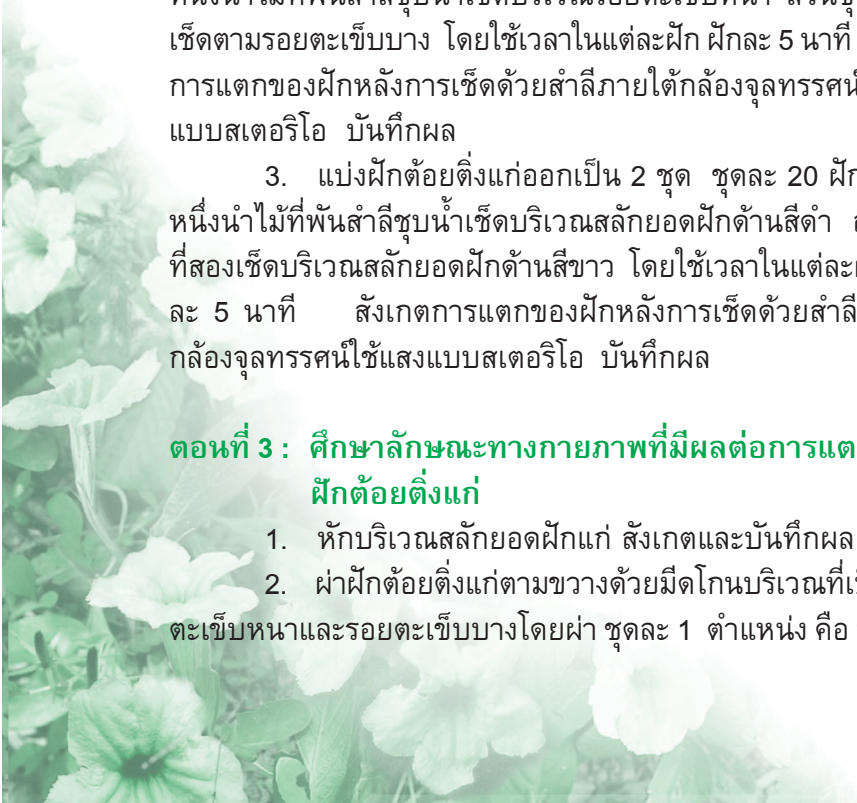 เช็ดตามรอยตะเข็บบาง โดยใช้เวลาในแต่ละฝัก ฝักละ 5 นาที
การแตกของฝักหลังการเช็ดด้วยสำลีภายใต้กล้องจุลทรรศน์
แบบสเตอริโอ บันทึกผล
3. แบ่งฝักต้อยติ่งแก่ออกเป็น 2 ชุด ชุดละ 20 ฝัก
หนึ่งนำไม้ที่พันสำลีชุบน้ำเช็ดบริเวณสลักยอดฝักด้านสีดำ
ที่สองเช็ดบริเวณสลักยอดฝักด้านสีขาว โดยใช้เวลาในแต่ละ
ละ 5 นาที สังเกตการแตกของฝักหลังการเช็ดด้วยสำลี
กล้องจุลทรรศน์ใช้แสงแบบสเตอริโอ บันทึกผล
ตอนที่ 3 : ศึกษาลักษณะทางกายภาพที่มีผลต่อการแต
ฝักต้อยติ่งแก่
1. หักบริเวณสลักยอดฝักแก่ สังเกตและบันทึกผล
2. ผ่าฝักต้อยติ่งแก่ตามขวางด้วยมีดโกนบริเวณที่
ตะเข็บหนาและรอยตะเข็บบางโดยผ่า ชุดละ 1 ตำแหน่ง คือ